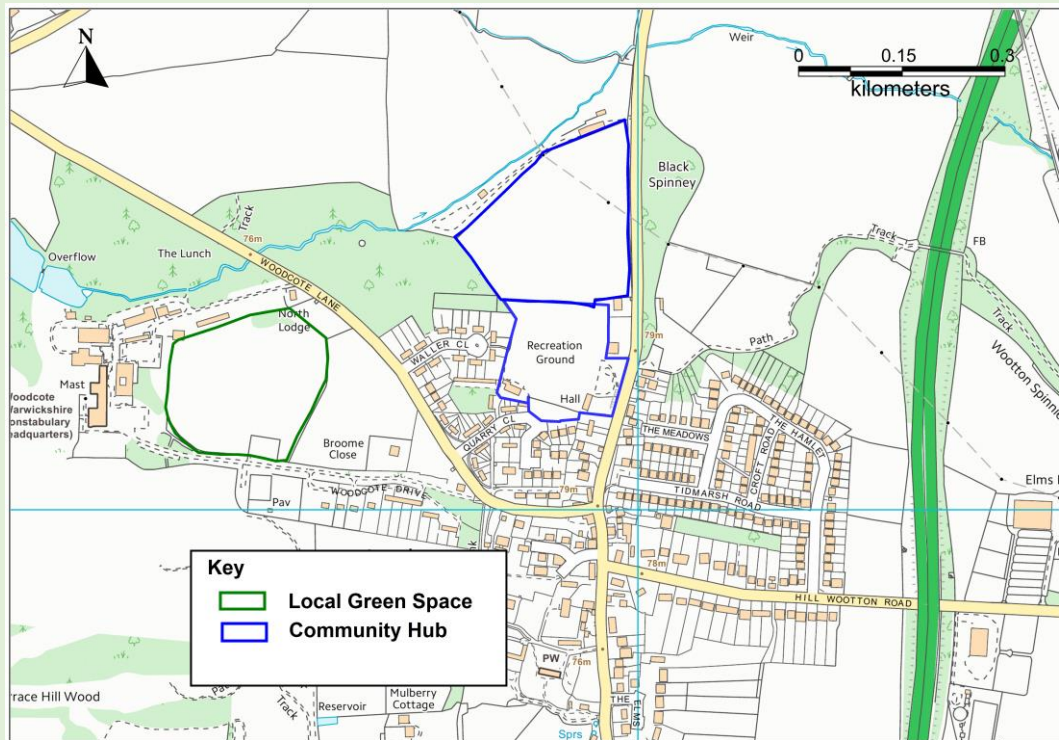 N
Weir
0 0.15 0.3
kilometers
Black
Spinney
Track
76m
Track
FB
Overflow
The Lunch
WOODCOTE LANE
North
Lodge
Track
Wootton Spinn
WALLER CL
Recreation
Ground
79m
Path
Mast
Woodcote
Warwickshire
onstabulary
eadquarters)
Hall
QUARRY CL
THE MEADOWS
CROFT ROAD
HE HAMLET
Broome
Close
TIDMARSH ROAD
WOODCOTE DRIVE
79m
Elms
Pav
78m
HILL WOOTTON ROAD
Key
Local Green Space
Community Hub
PW
76m
THE ELMS
rrace Hill Wood
Track
Reservoir
Mulberry
Cottage
Sprs